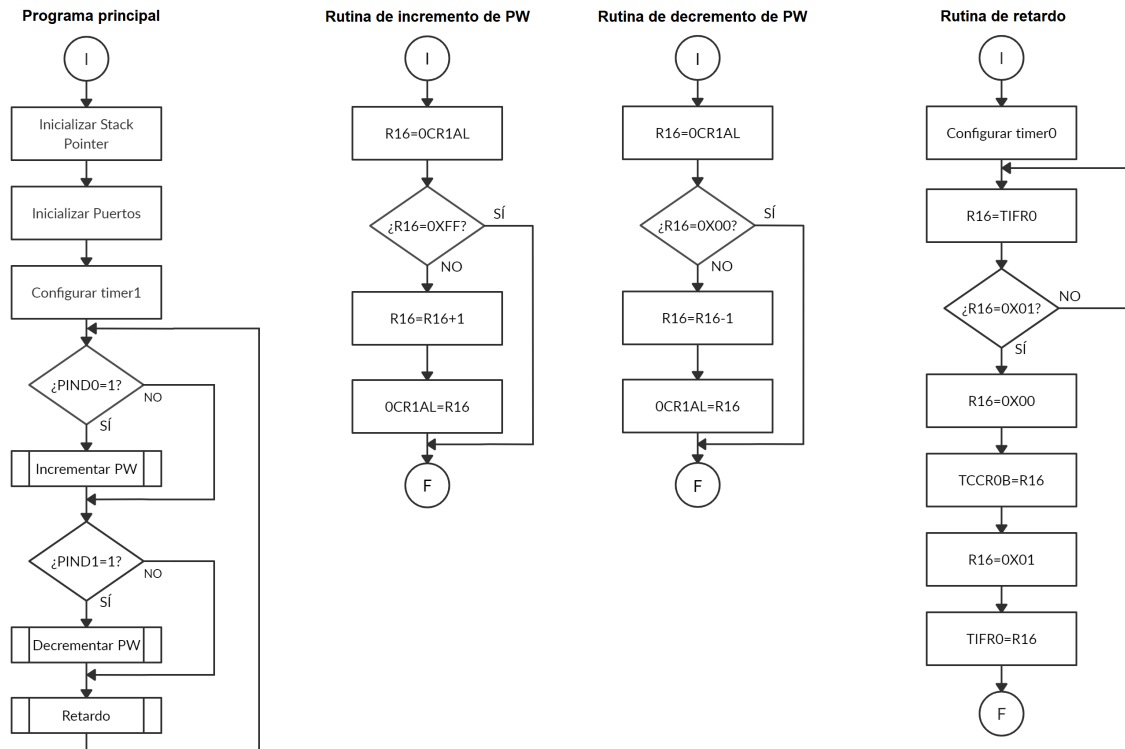 Programa principal
I
Inicializar Stack
Pointer
Inicializar Puertos
Configurar timer1
¿PIND0=1?
NO
SÍ
Incrementar PW
¿PIND1=1?
NO
SÍ
Decrementar PW
Retardo
Rutina de incremento de PW
I
R16=0CR1AL
¿R16=0XFF?
SÍ
NO
R16=R16+1
0CR1AL=R16
F
Rutina de decremento de PW
I
R16=0CR1AL
¿R16=0X00?
SÍ
NO
R16=R16-1
0CR1AL=R16
F
Rutina de retardo
I
Configurar timer0
R16=TIFR0
¿R16=0X01?
NO
SÍ
R16=0X00
TCCR0B=R16
R16=0X01
TIFR0=R16
F